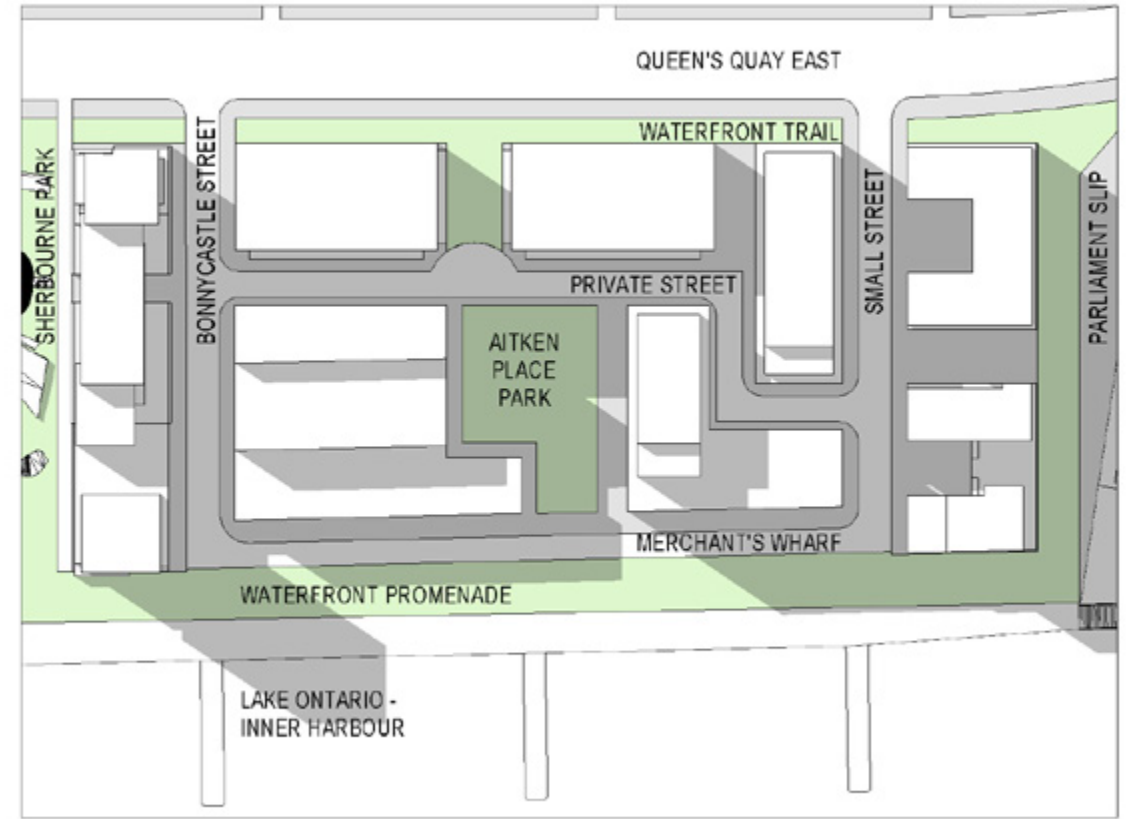 QUEEN'S QUAY EAST
WATERFRONT TRAIL
SHERBOURNE PARK
BONNYCASTLE STREET
SMALL STREET
PARLIAMENT SLIP
PRIVATE STREET
AITKEN
PLACE
PARK
MERCHANT'S WHARF
WATERFRONT PROMENADE
LAKE ONTARIO -
INNER HARBOUR